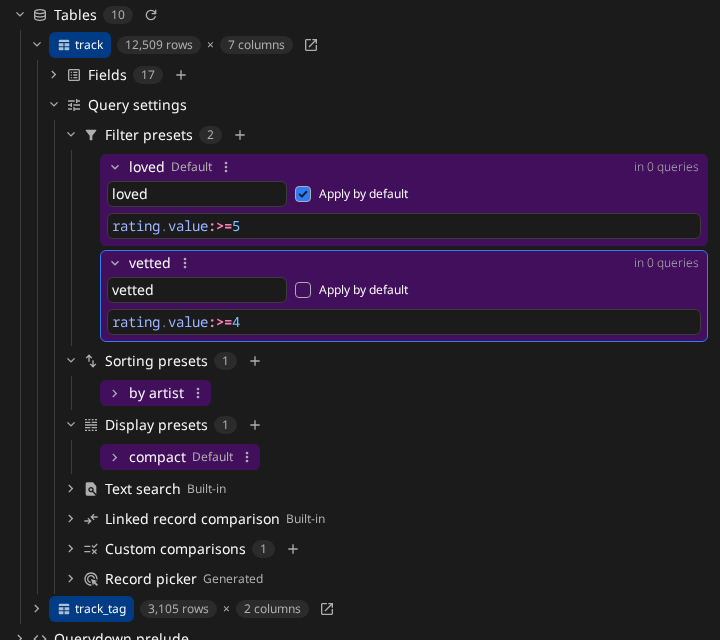 Tables 10
track 12,509 rows × 7 columns
Fields 17 +
Query settings
Filter presets 2 +
loved Default in 0 queries
loved Apply by default
rating.value:>=5
vetted in 0 queries
vetted Apply by default
rating.value:>=4
Sorting presets 1 +
by artist
Display presets 1 +
compact Default
Text search Built-in
Linked record comparison Built-in
Custom comparisons 1 +
Record picker Generated
track_tag 3,105 rows × 2 columns
Querydown prelude